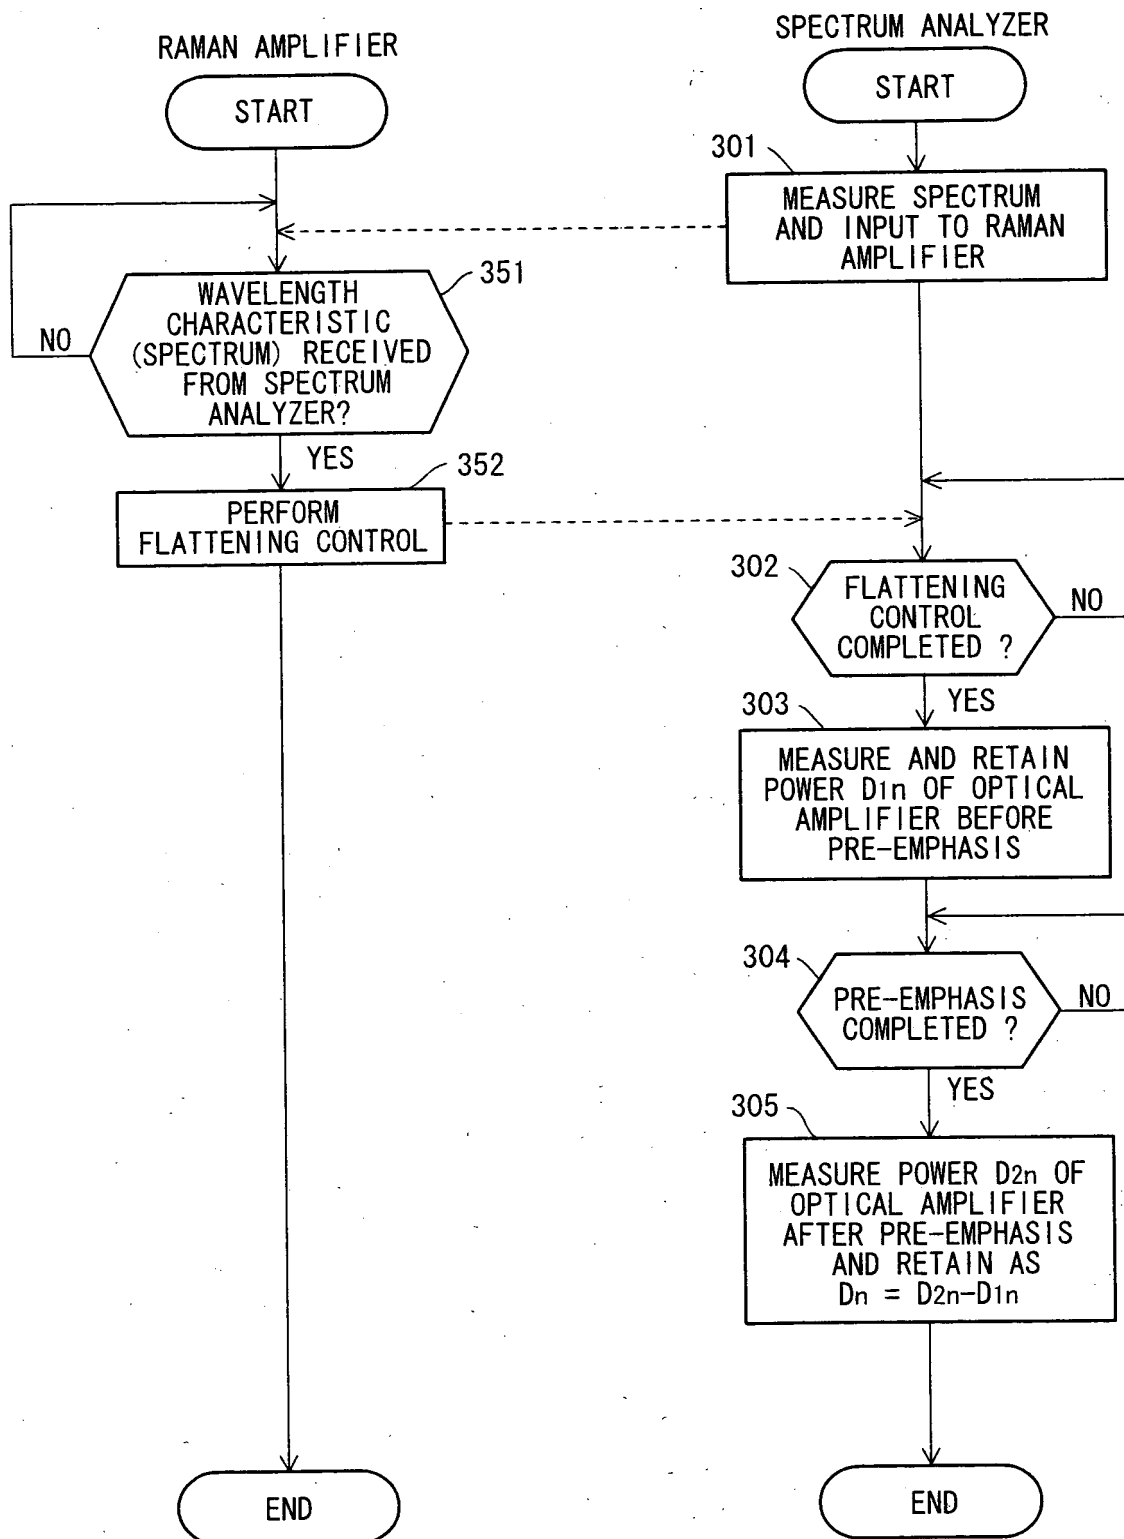 RAMAN AMPLIFIER
START
351
WAVELENGTH
CHARACTERISTIC
(SPECTRUM) RECEIVED
FROM SPECTRUM
ANALYZER?
NO
YES
352
PERFORM
FLATTENING CONTROL
END
SPECTRUM ANALYZER
START
301
MEASURE SPECTRUM
AND INPUT TO RAMAN
AMPLIFIER
302
FLATTENING
CONTROL
COMPLETED ?
NO
YES
303
MEASURE AND RETAIN
POWER D1n OF OPTICAL
AMPLIFIER BEFORE
PRE-EMPHASIS
304
PRE-EMPHASIS
COMPLETED ?
NO
YES
305
MEASURE POWER D2n OF
OPTICAL AMPLIFIER
AFTER PRE-EMPHASIS
AND RETAIN AS
Dn = D2n-D1n
END